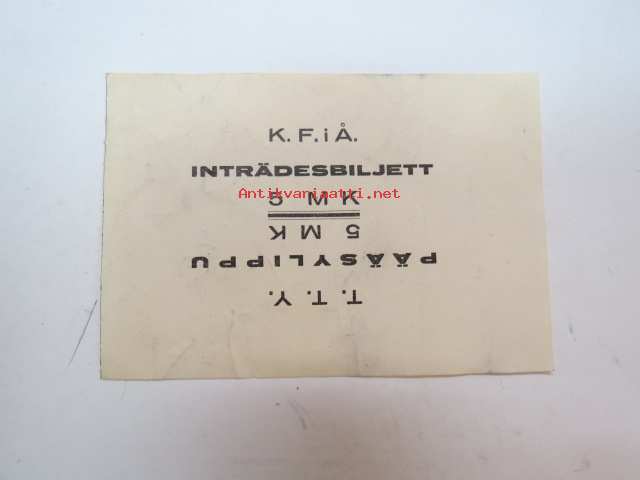 K. F. i Å.
INTRÄDESBILJETT
Antikvariaatti.net
5 MK
5 MK
PÄÄSYLIPPU
T. T. Y.